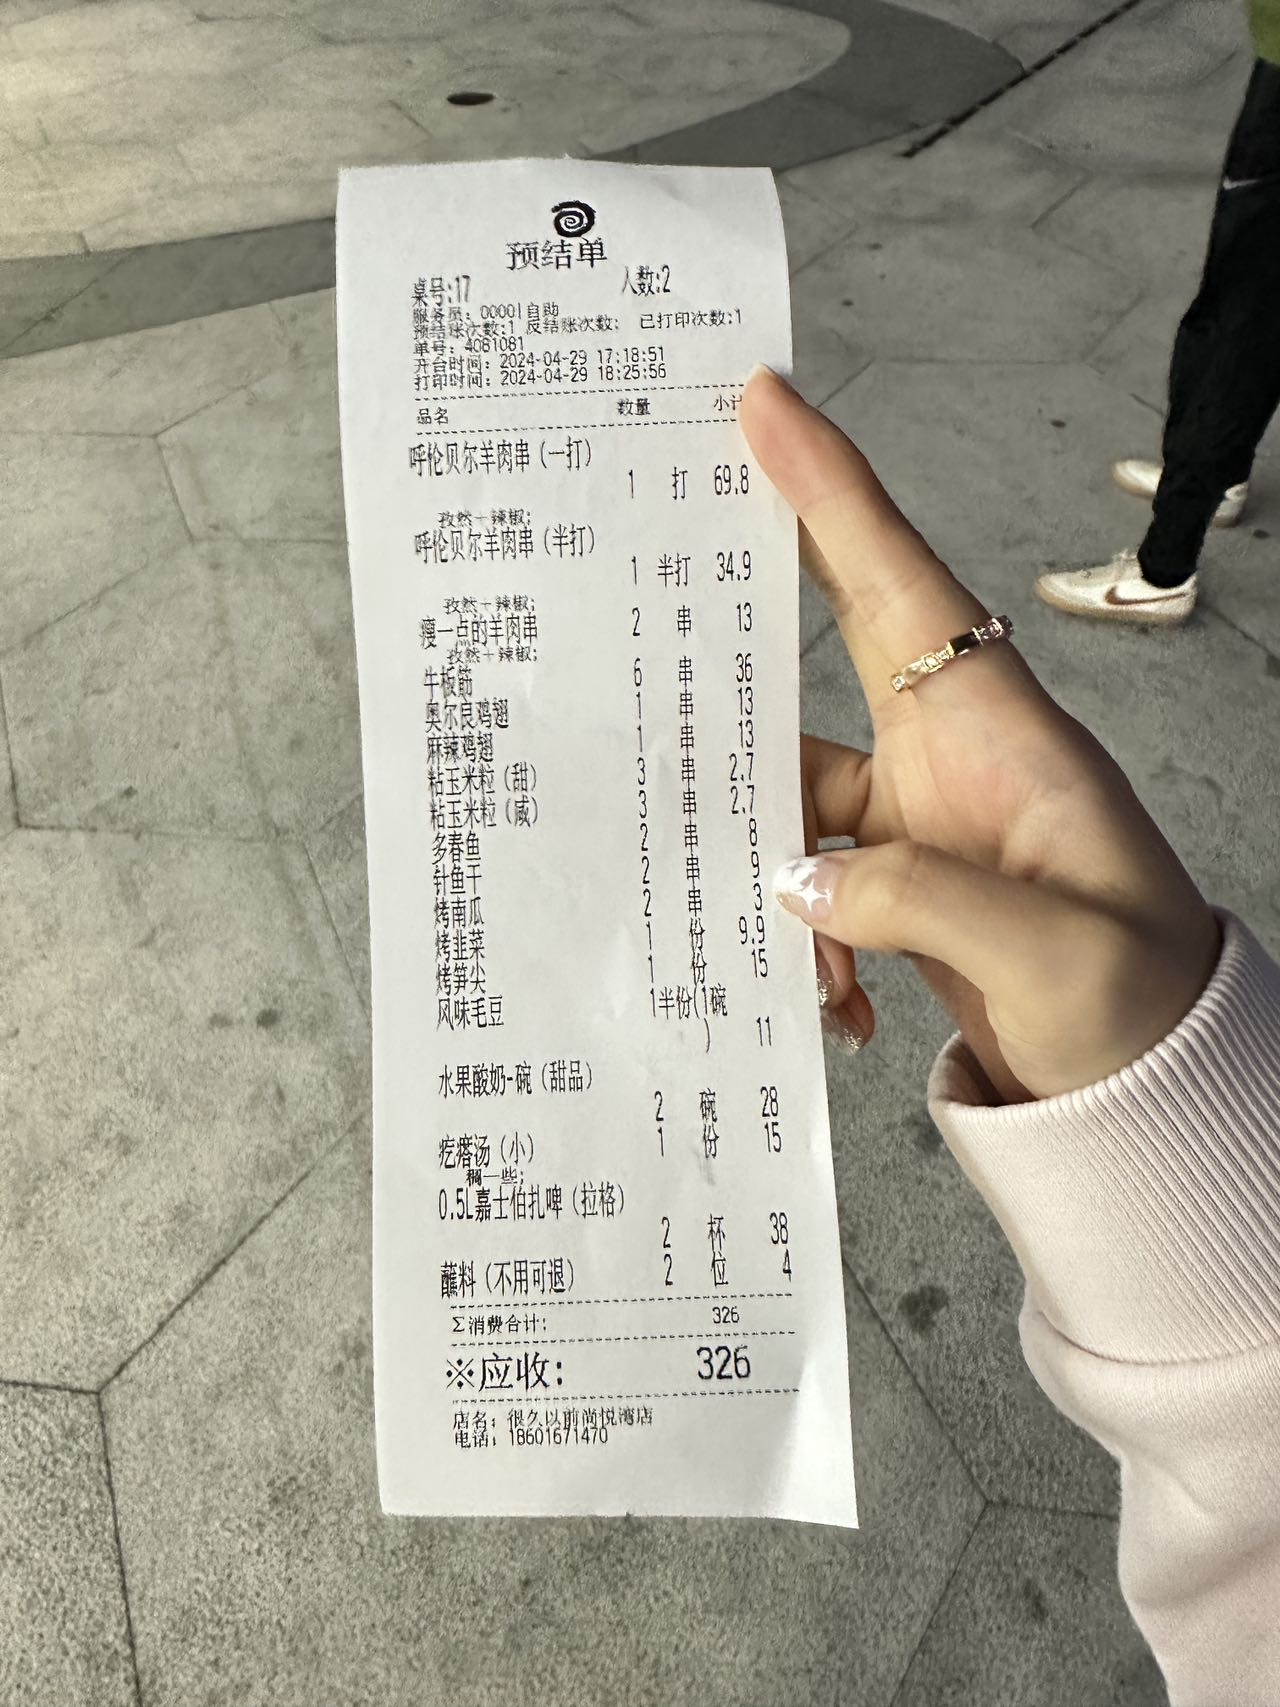 预结单
桌号:17 人数:2
服务员: 0000| 自助
预结账次数:1 反结账次数: 已打印次数:1
单号: 4081081
开台时间: 2024-04-29 17:18:51
打印时间: 2024-04-29 18:25:56
品名 数量 小计
呼伦贝尔羊肉串（一打）
1 打 69.8
孜然+辣椒;
呼伦贝尔羊肉串（半打）
1 半打 34.9
孜然+辣椒;
瘦一点的羊肉串 2 串 13
孜然+辣椒;
牛板筋 6 串 36
奥尔良鸡翅 1 串 13
麻辣鸡翅 1 串 13
粘玉米粒（甜） 3 串 2.7
粘玉米粒（咸） 3 串 2.7
多春鱼 2 串 8
针鱼干 2 串 9
烤南瓜 2 串 3
烤韭菜 1 份 9.9
烤笋尖 1 份 15
风味毛豆 1半份(1碗
) 11
水果酸奶-碗（甜品）
2 碗 28
疙瘩汤（小） 1 份 15
稠一些;
0.5L嘉士伯扎啤（拉格）
2 杯 38
蘸料（不用可退） 2 位 4
Σ消费合计: 326
※应收: 326
店名: 很久以前尚悦湾店
电话: 18601671470